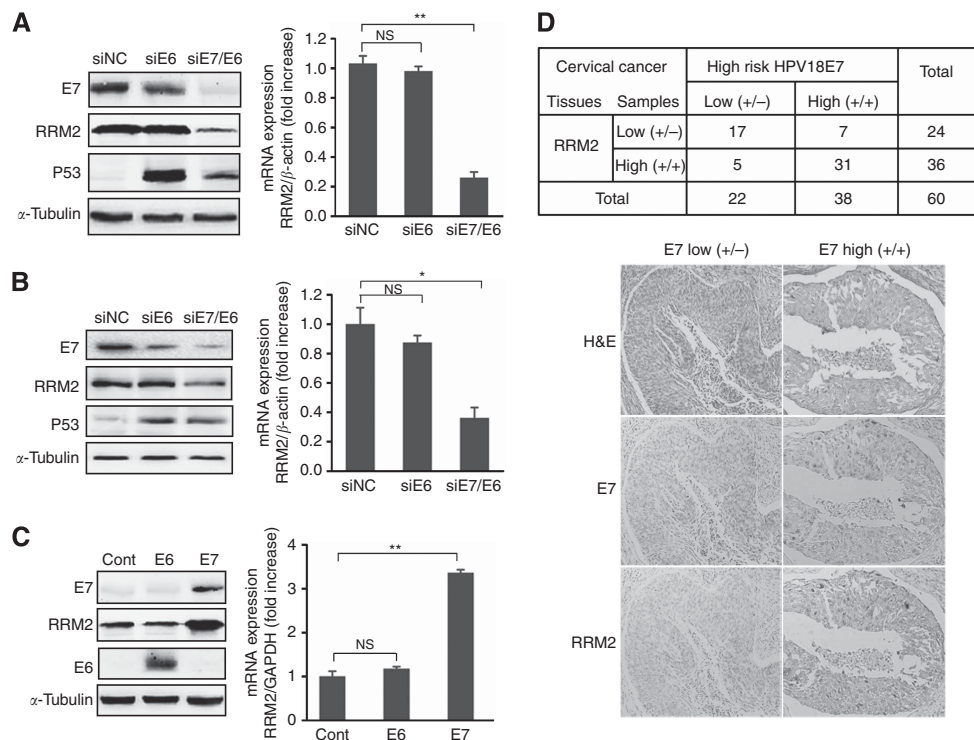 A
siNC siE6 siE7/E6
E7
RRM2
P53
α-Tubulin
mRNA expression
RRM2/β-actin (fold increase)
1.2
1.0
0.8
0.6
0.4
0.2
0.0
**
NS
siNC siE6 siE7/E6
B
siNC siE6 siE7/E6
E7
RRM2
P53
α-Tubulin
mRNA expression
RRM2/β-actin (fold increase)
1.2
1.0
0.8
0.6
0.4
0.2
0.0
*
NS
siNC siE6 siE7/E6
C
Cont E6 E7
E7
RRM2
E6
α-Tubulin
mRNA expression
RRM2/GAPDH (fold increase)
4
3
2
1
0
**
NS
Cont E6 E7
D
Cervical cancer High risk HPV18E7 Total
Tissues Samples Low (+/–) High (+/+)
RRM2 Low (+/–) 17 7 24
High (+/+) 5 31 36
Total 22 38 60
E7 low (+/–) E7 high (+/+)
H&E
E7
RRM2